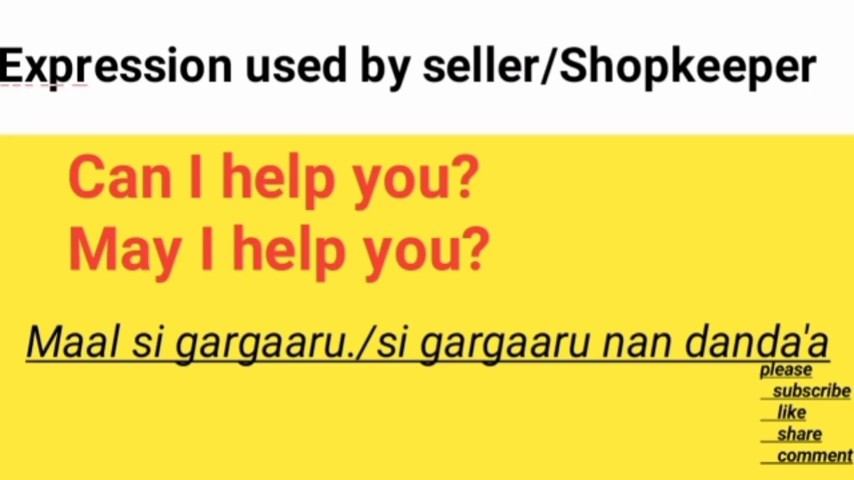 Expression used by seller/Shopkeeper
Can I help you?
May I help you?
Maal si gargaaru./si gargaaru nan danda'a
please
subscribe
like
share
comment